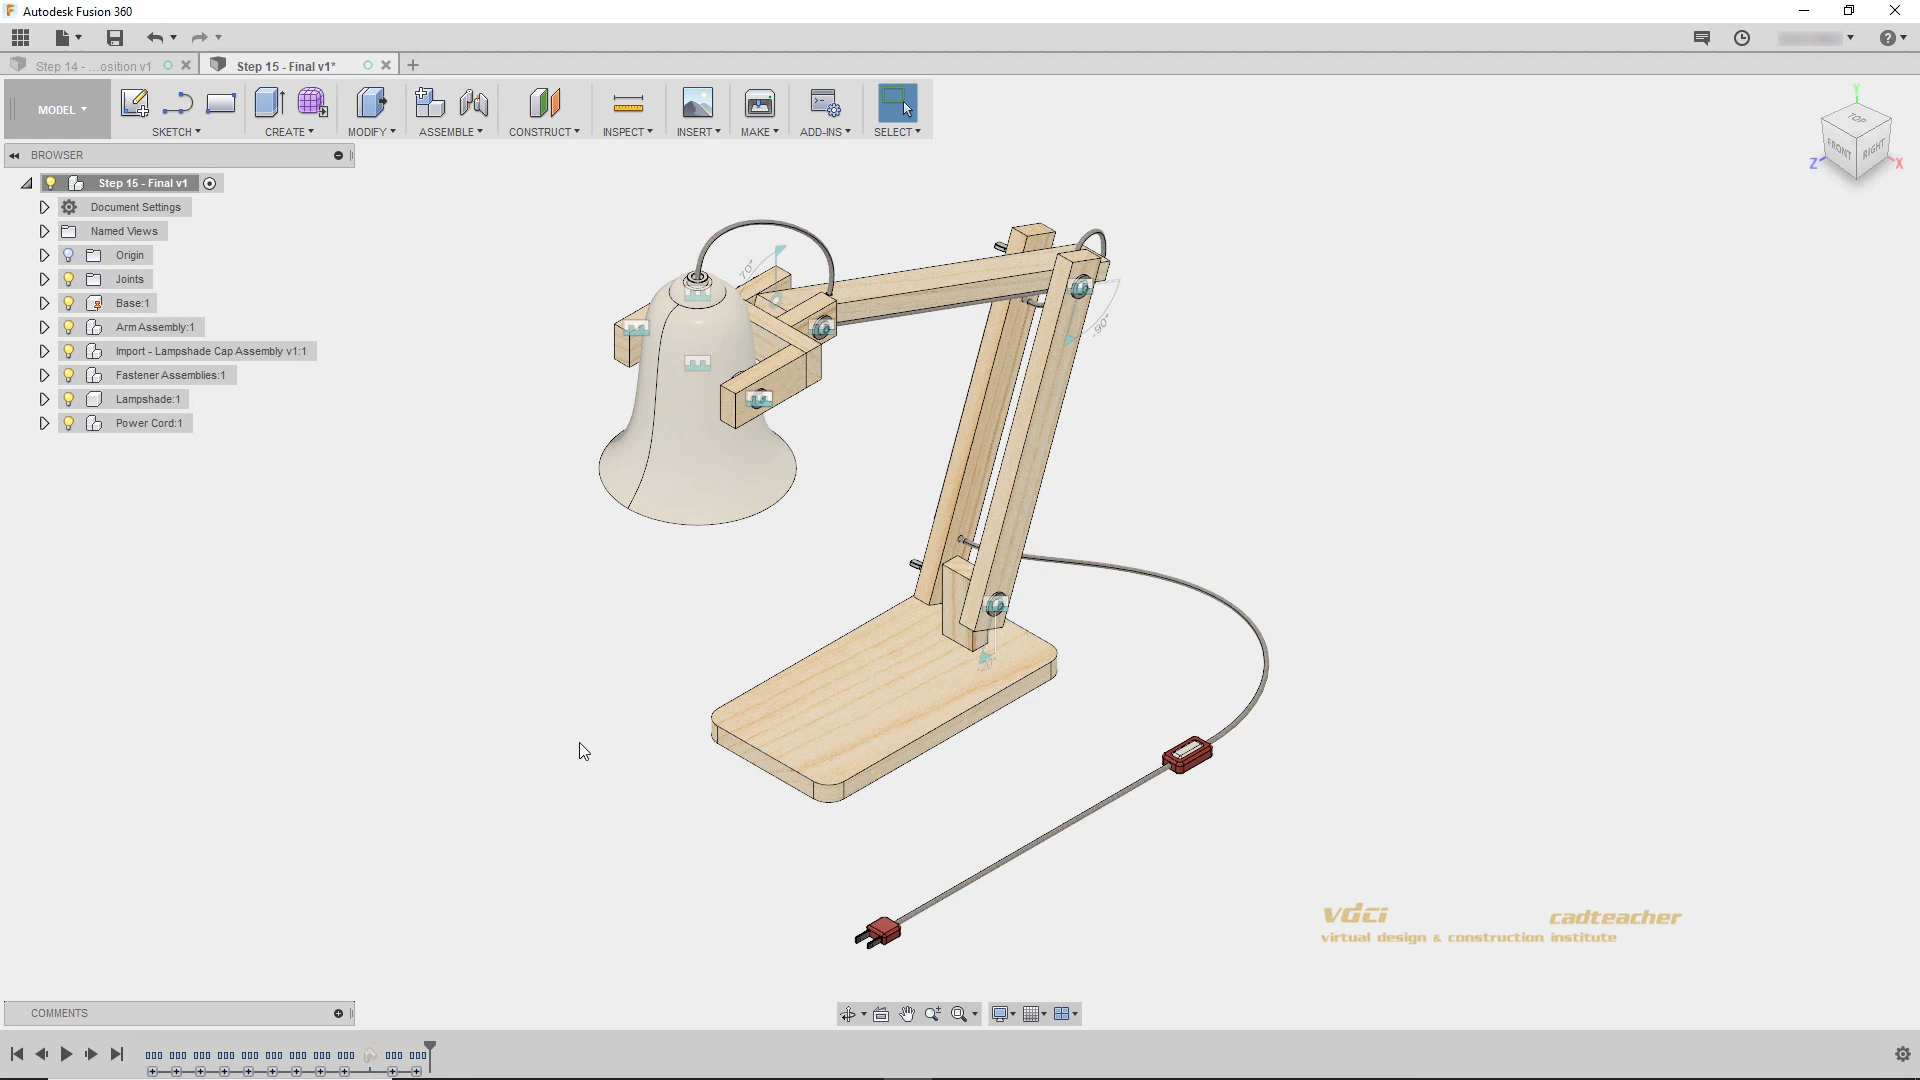 Autodesk Fusion 360
Step 14 - ...osition v1
Step 15 - Final v1*
MODEL
SKETCH
CREATE
MODIFY
ASSEMBLE
CONSTRUCT
INSPECT
INSERT
MAKE
ADD-INS
SELECT
BROWSER
Step 15 - Final v1
Document Settings
Named Views
Origin
Joints
Base:1
Arm Assembly:1
Import - Lampshade Cap Assembly v1:1
Fastener Assemblies:1
Lampshade:1
Power Cord:1
Y
TOP
FRONT
RIGHT
Z
X
70°
-90°
vdci
cadteacher
virtual design & construction institute
COMMENTS